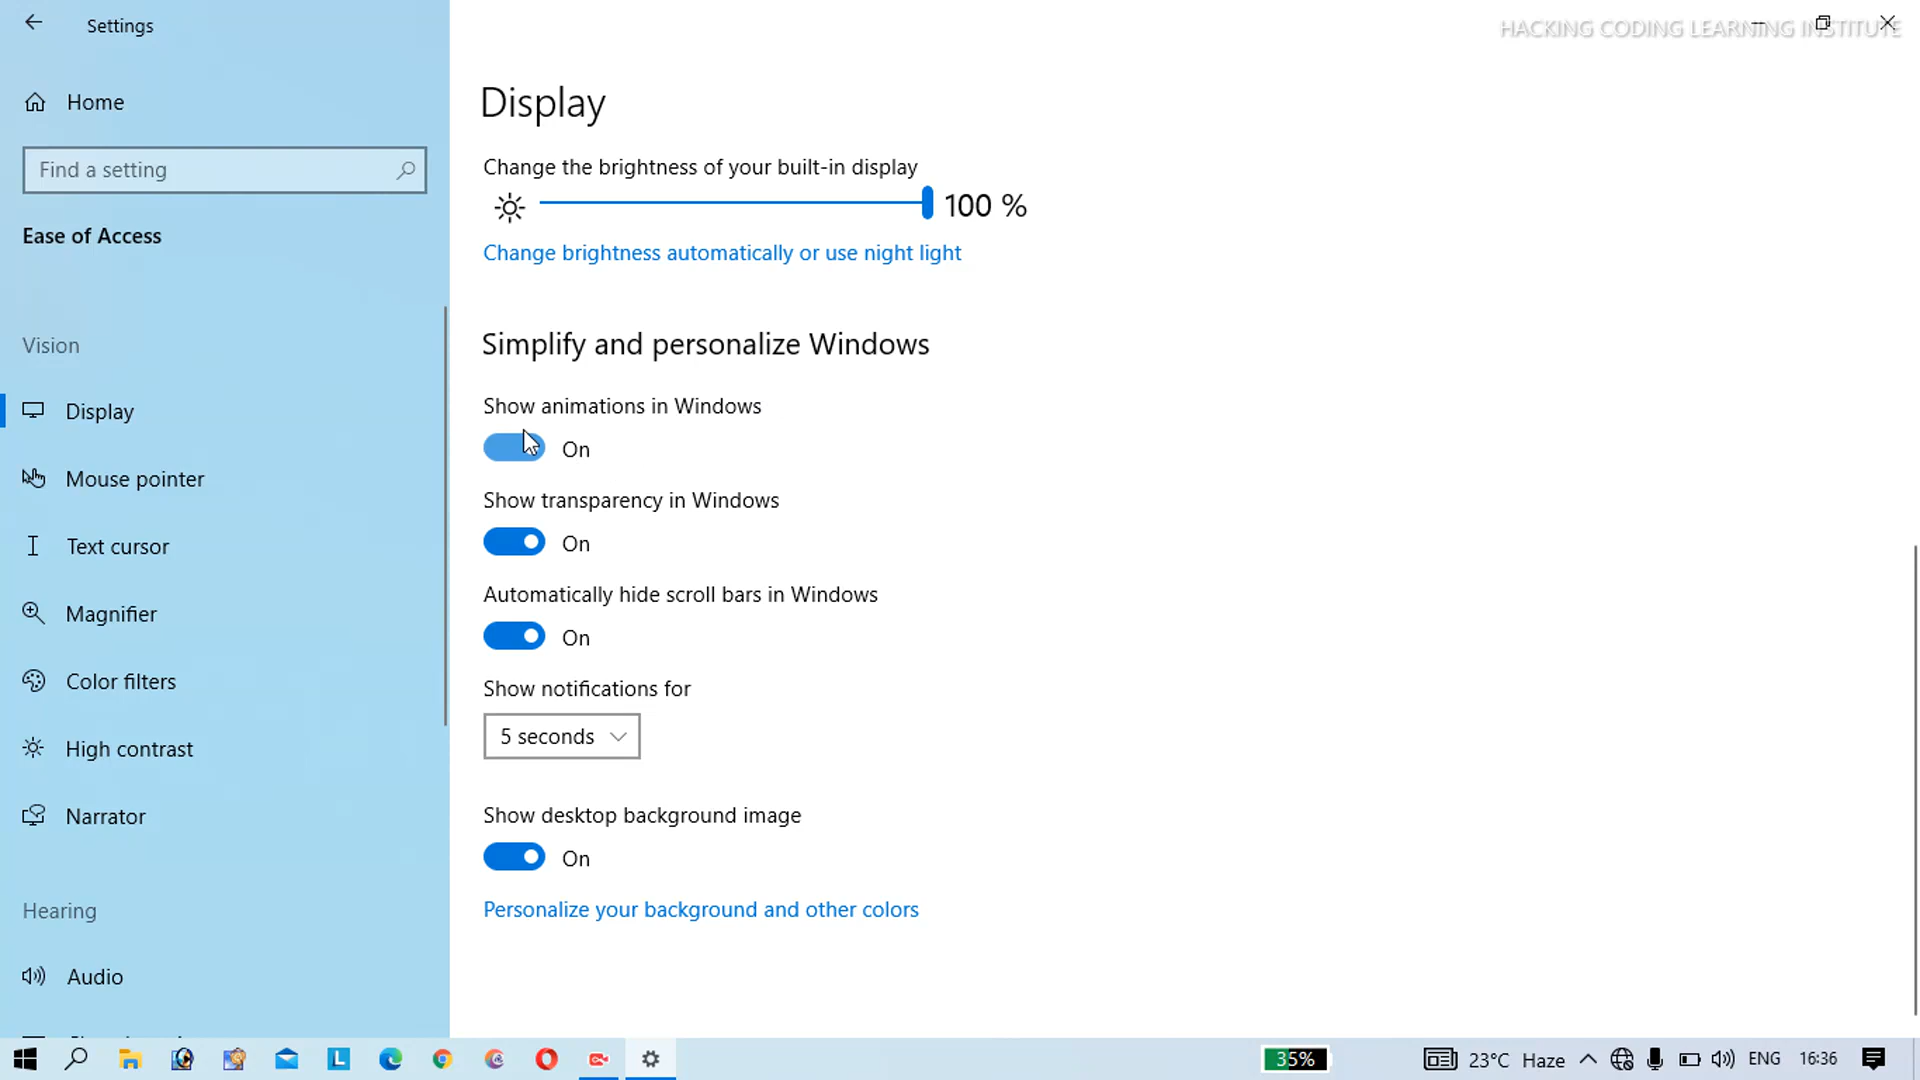 Settings
HACKING CODING LEARNING INSTITUTE
Home
Find a setting
Ease of Access
Vision
Display
Mouse pointer
Text cursor
Magnifier
Color filters
High contrast
Narrator
Hearing
Audio
Display
Change the brightness of your built-in display
100 %
Change brightness automatically or use night light
Simplify and personalize Windows
Show animations in Windows
On
Show transparency in Windows
On
Automatically hide scroll bars in Windows
On
Show notifications for
5 seconds
Show desktop background image
On
Personalize your background and other colors
L
35%
23°C Haze
ENG
16:36